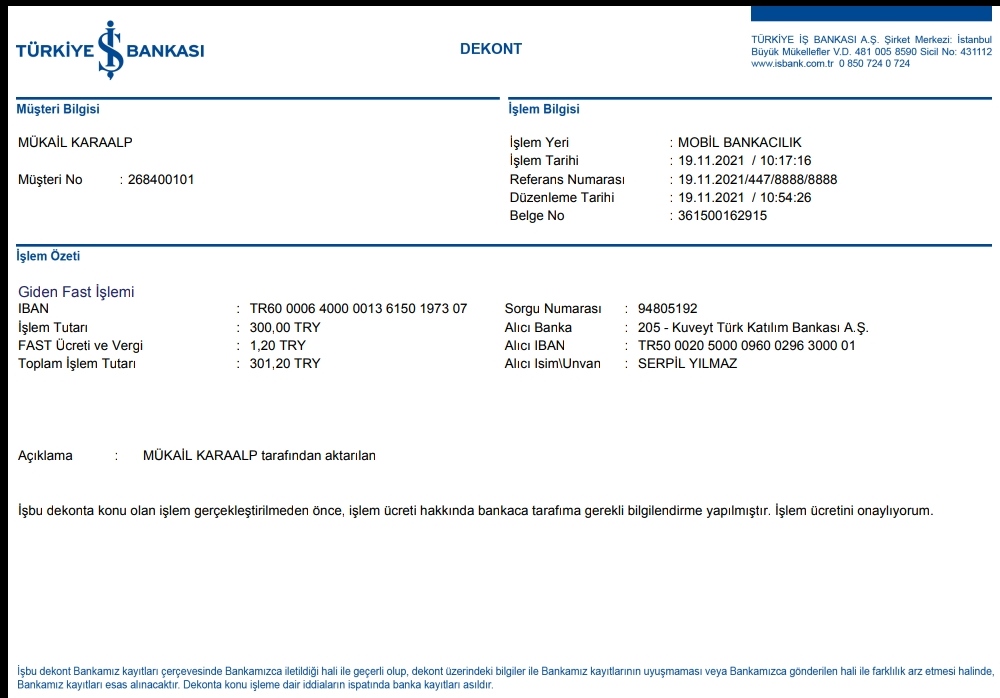 TÜRKİYE İŞ BANKASI
DEKONT
TÜRKİYE İŞ BANKASI A.Ş. Şirket Merkezi: İstanbul
Büyük Mükellefler V.D. 481 005 8590 Sicil No: 431112
www.isbank.com.tr 0 850 724 0 724
Müşteri Bilgisi
MÜKAİL KARAALP
Müşteri No : 268400101
İşlem Bilgisi
İşlem Yeri : MOBİL BANKACILIK
İşlem Tarihi : 19.11.2021 / 10:17:16
Referans Numarası : 19.11.2021/447/8888/8888
Düzenleme Tarihi : 19.11.2021 / 10:54:26
Belge No : 361500162915
İşlem Özeti
Giden Fast İşlemi
IBAN : TR60 0006 4000 0013 6150 1973 07 Sorgu Numarası : 94805192
İşlem Tutarı : 300,00 TRY Alıcı Banka : 205 - Kuveyt Türk Katılım Bankası A.Ş.
FAST Ücreti ve Vergi : 1,20 TRY Alıcı IBAN : TR50 0020 5000 0960 0296 3000 01
Toplam İşlem Tutarı : 301,20 TRY Alıcı Isim\Unvan : SERPİL YILMAZ
Açıklama : MÜKAİL KARAALP tarafından aktarılan
İşbu dekonta konu olan işlem gerçekleştirilmeden önce, işlem ücreti hakkında bankaca tarafıma gerekli bilgilendirme yapılmıştır. İşlem ücretini onaylıyorum.
İşbu dekont Bankamız kayıtları çerçevesinde Bankamızca iletildiği hali ile geçerli olup, dekont üzerindeki bilgiler ile Bankamız kayıtlarının uyuşmaması veya Bankamızca gönderilen hali ile farklılık arz etmesi halinde,
Bankamız kayıtları esas alınacaktır. Dekonta konu işleme dair iddiaların ispatında banka kayıtları asıldır.